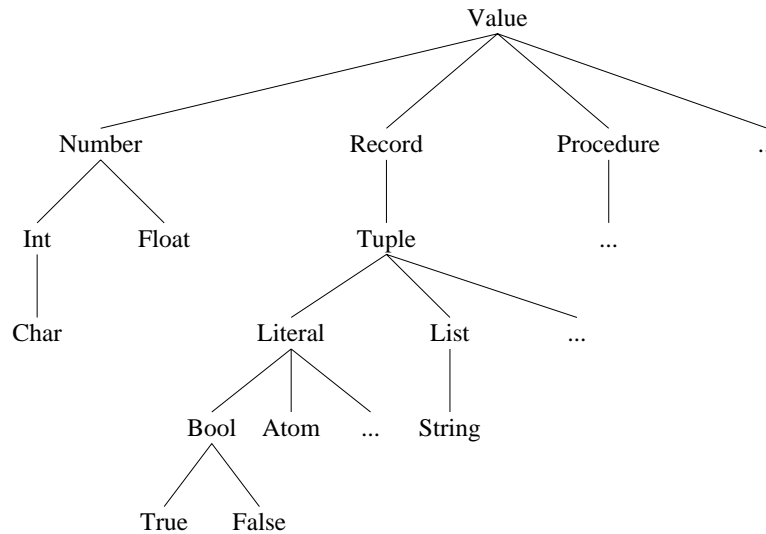 Value
Number Record Procedure ..
Int Float Tuple ...
Char Literal List ...
Bool Atom ... String
True False